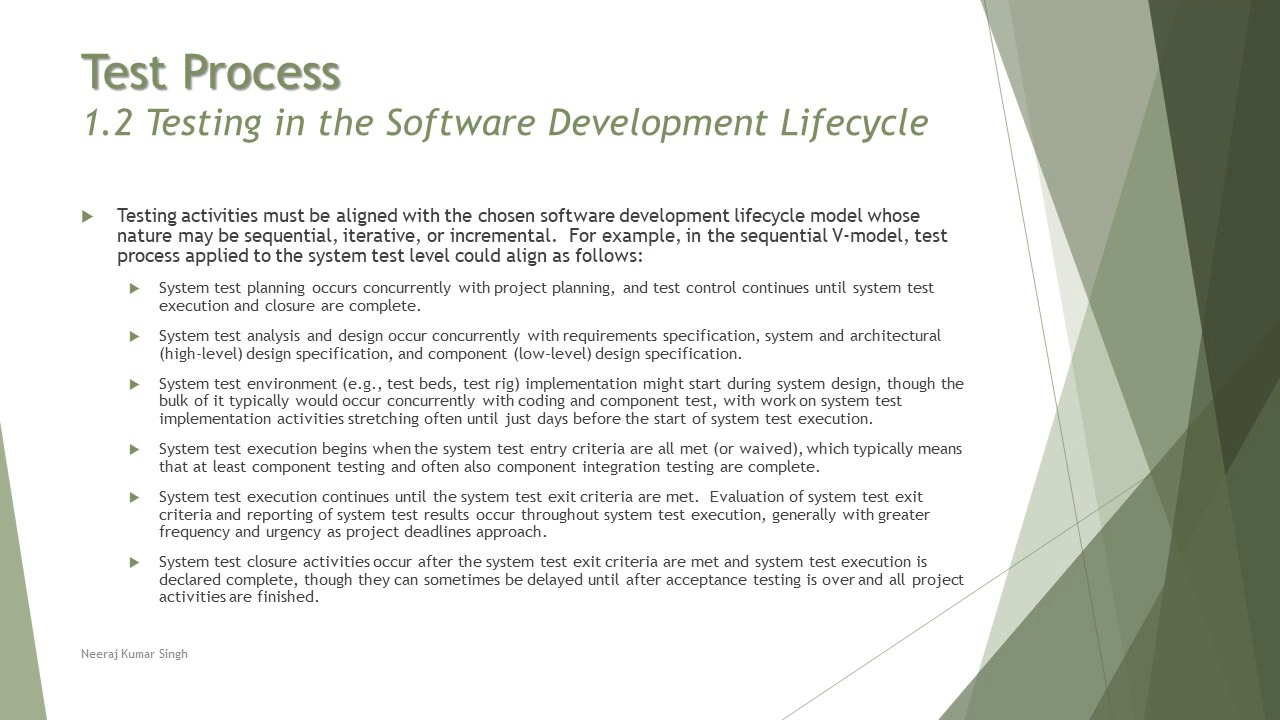 Test Process
1.2 Testing in the Software Development Lifecycle
Testing activities must be aligned with the chosen software development lifecycle model whose
nature may be sequential, iterative, or incremental.  For example, in the sequential V-model, test
process applied to the system test level could align as follows:
System test planning occurs concurrently with project planning, and test control continues until system test
execution and closure are complete.
System test analysis and design occur concurrently with requirements specification, system and architectural
(high-level) design specification, and component (low-level) design specification.
System test environment (e.g., test beds, test rig) implementation might start during system design, though the
bulk of it typically would occur concurrently with coding and component test, with work on system test
implementation activities stretching often until just days before the start of system test execution.
System test execution begins when the system test entry criteria are all met (or waived), which typically means
that at least component testing and often also component integration testing are complete.
System test execution continues until the system test exit criteria are met.  Evaluation of system test exit
criteria and reporting of system test results occur throughout system test execution, generally with greater
frequency and urgency as project deadlines approach.
System test closure activities occur after the system test exit criteria are met and system test execution is
declared complete, though they can sometimes be delayed until after acceptance testing is over and all project
activities are finished.
Neeraj Kumar Singh